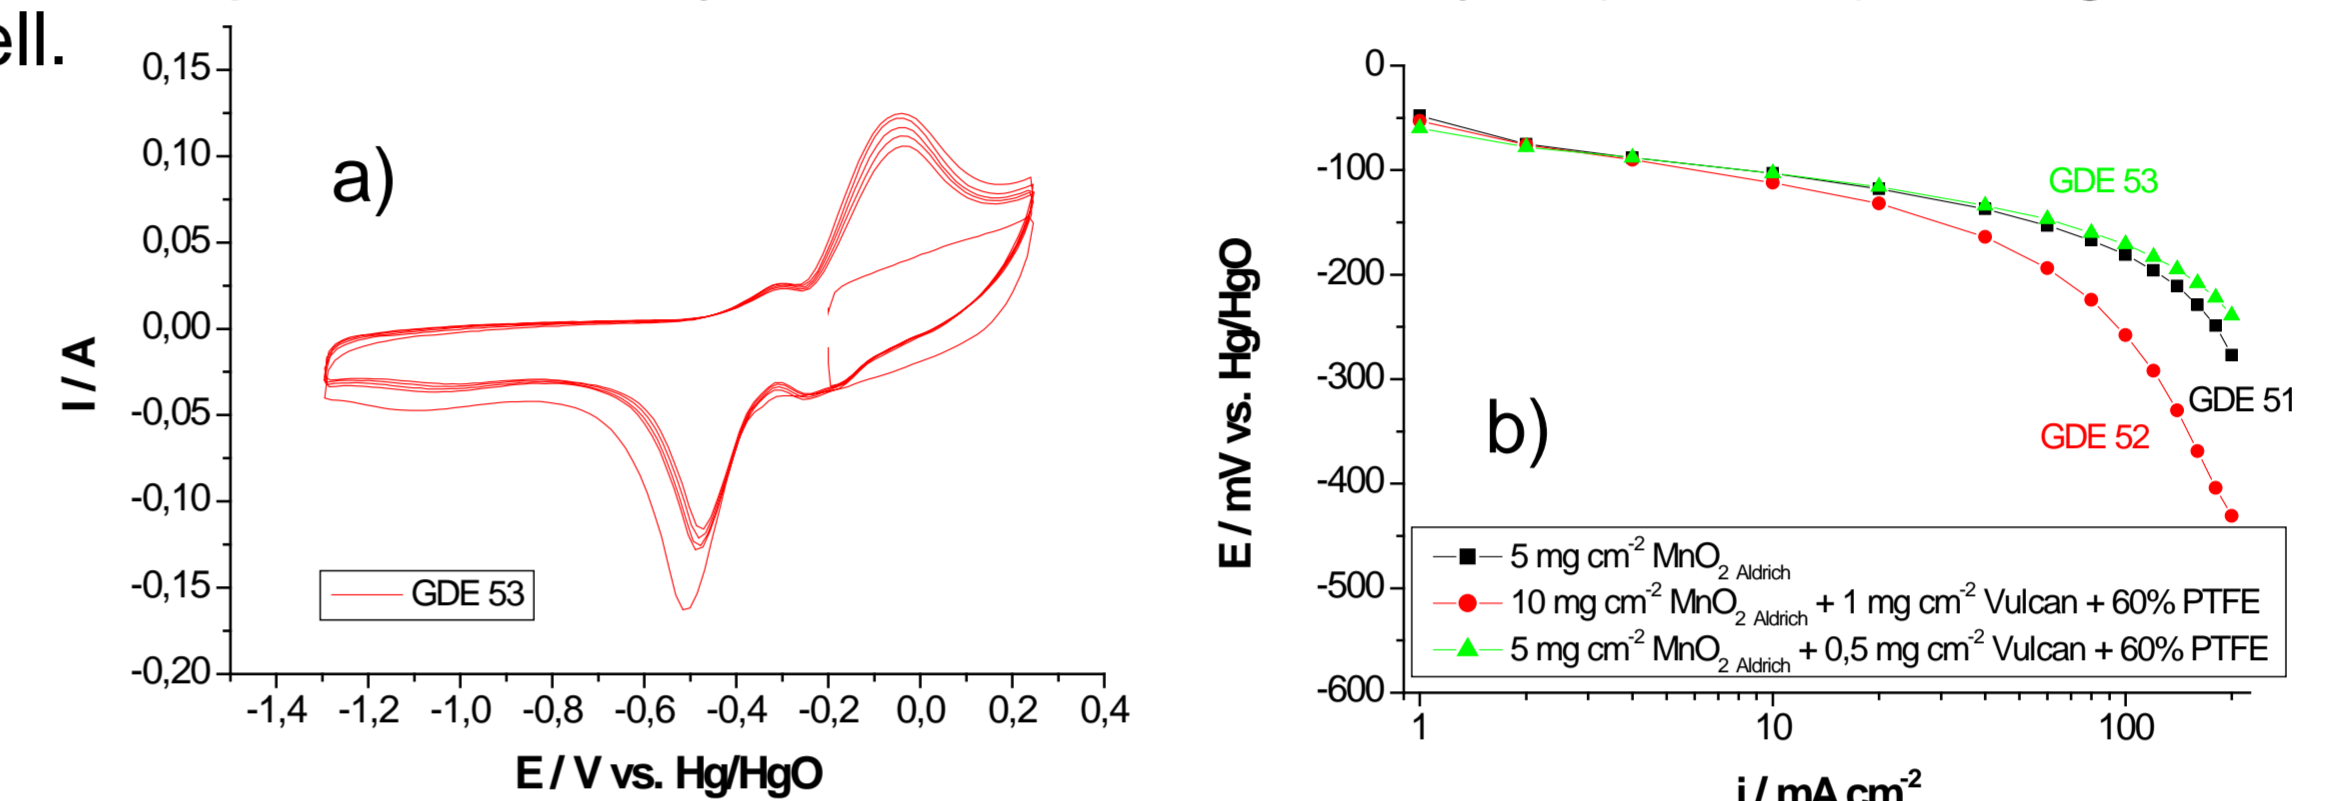 ell.
0,15
0,10
0,05
0,00
-0,05
-0,10
-0,15
-0,20
I / A
a)
GDE 53
-1,4 -1,2 -1,0 -0,8 -0,6 -0,4 -0,2 0,0 0,2 0,4
E / V vs. Hg/HgO
0
-100
-200
-300
-400
-500
-600
E / mV vs. Hg/HgO
GDE 53
GDE 51
GDE 52
b)
5 mg cm-2 MnO2 Aldrich
10 mg cm-2 MnO2 Aldrich + 1 mg cm-2 Vulcan + 60% PTFE
5 mg cm-2 MnO2 Aldrich + 0,5 mg cm-2 Vulcan + 60% PTFE
1 10 100
i / mA cm-2